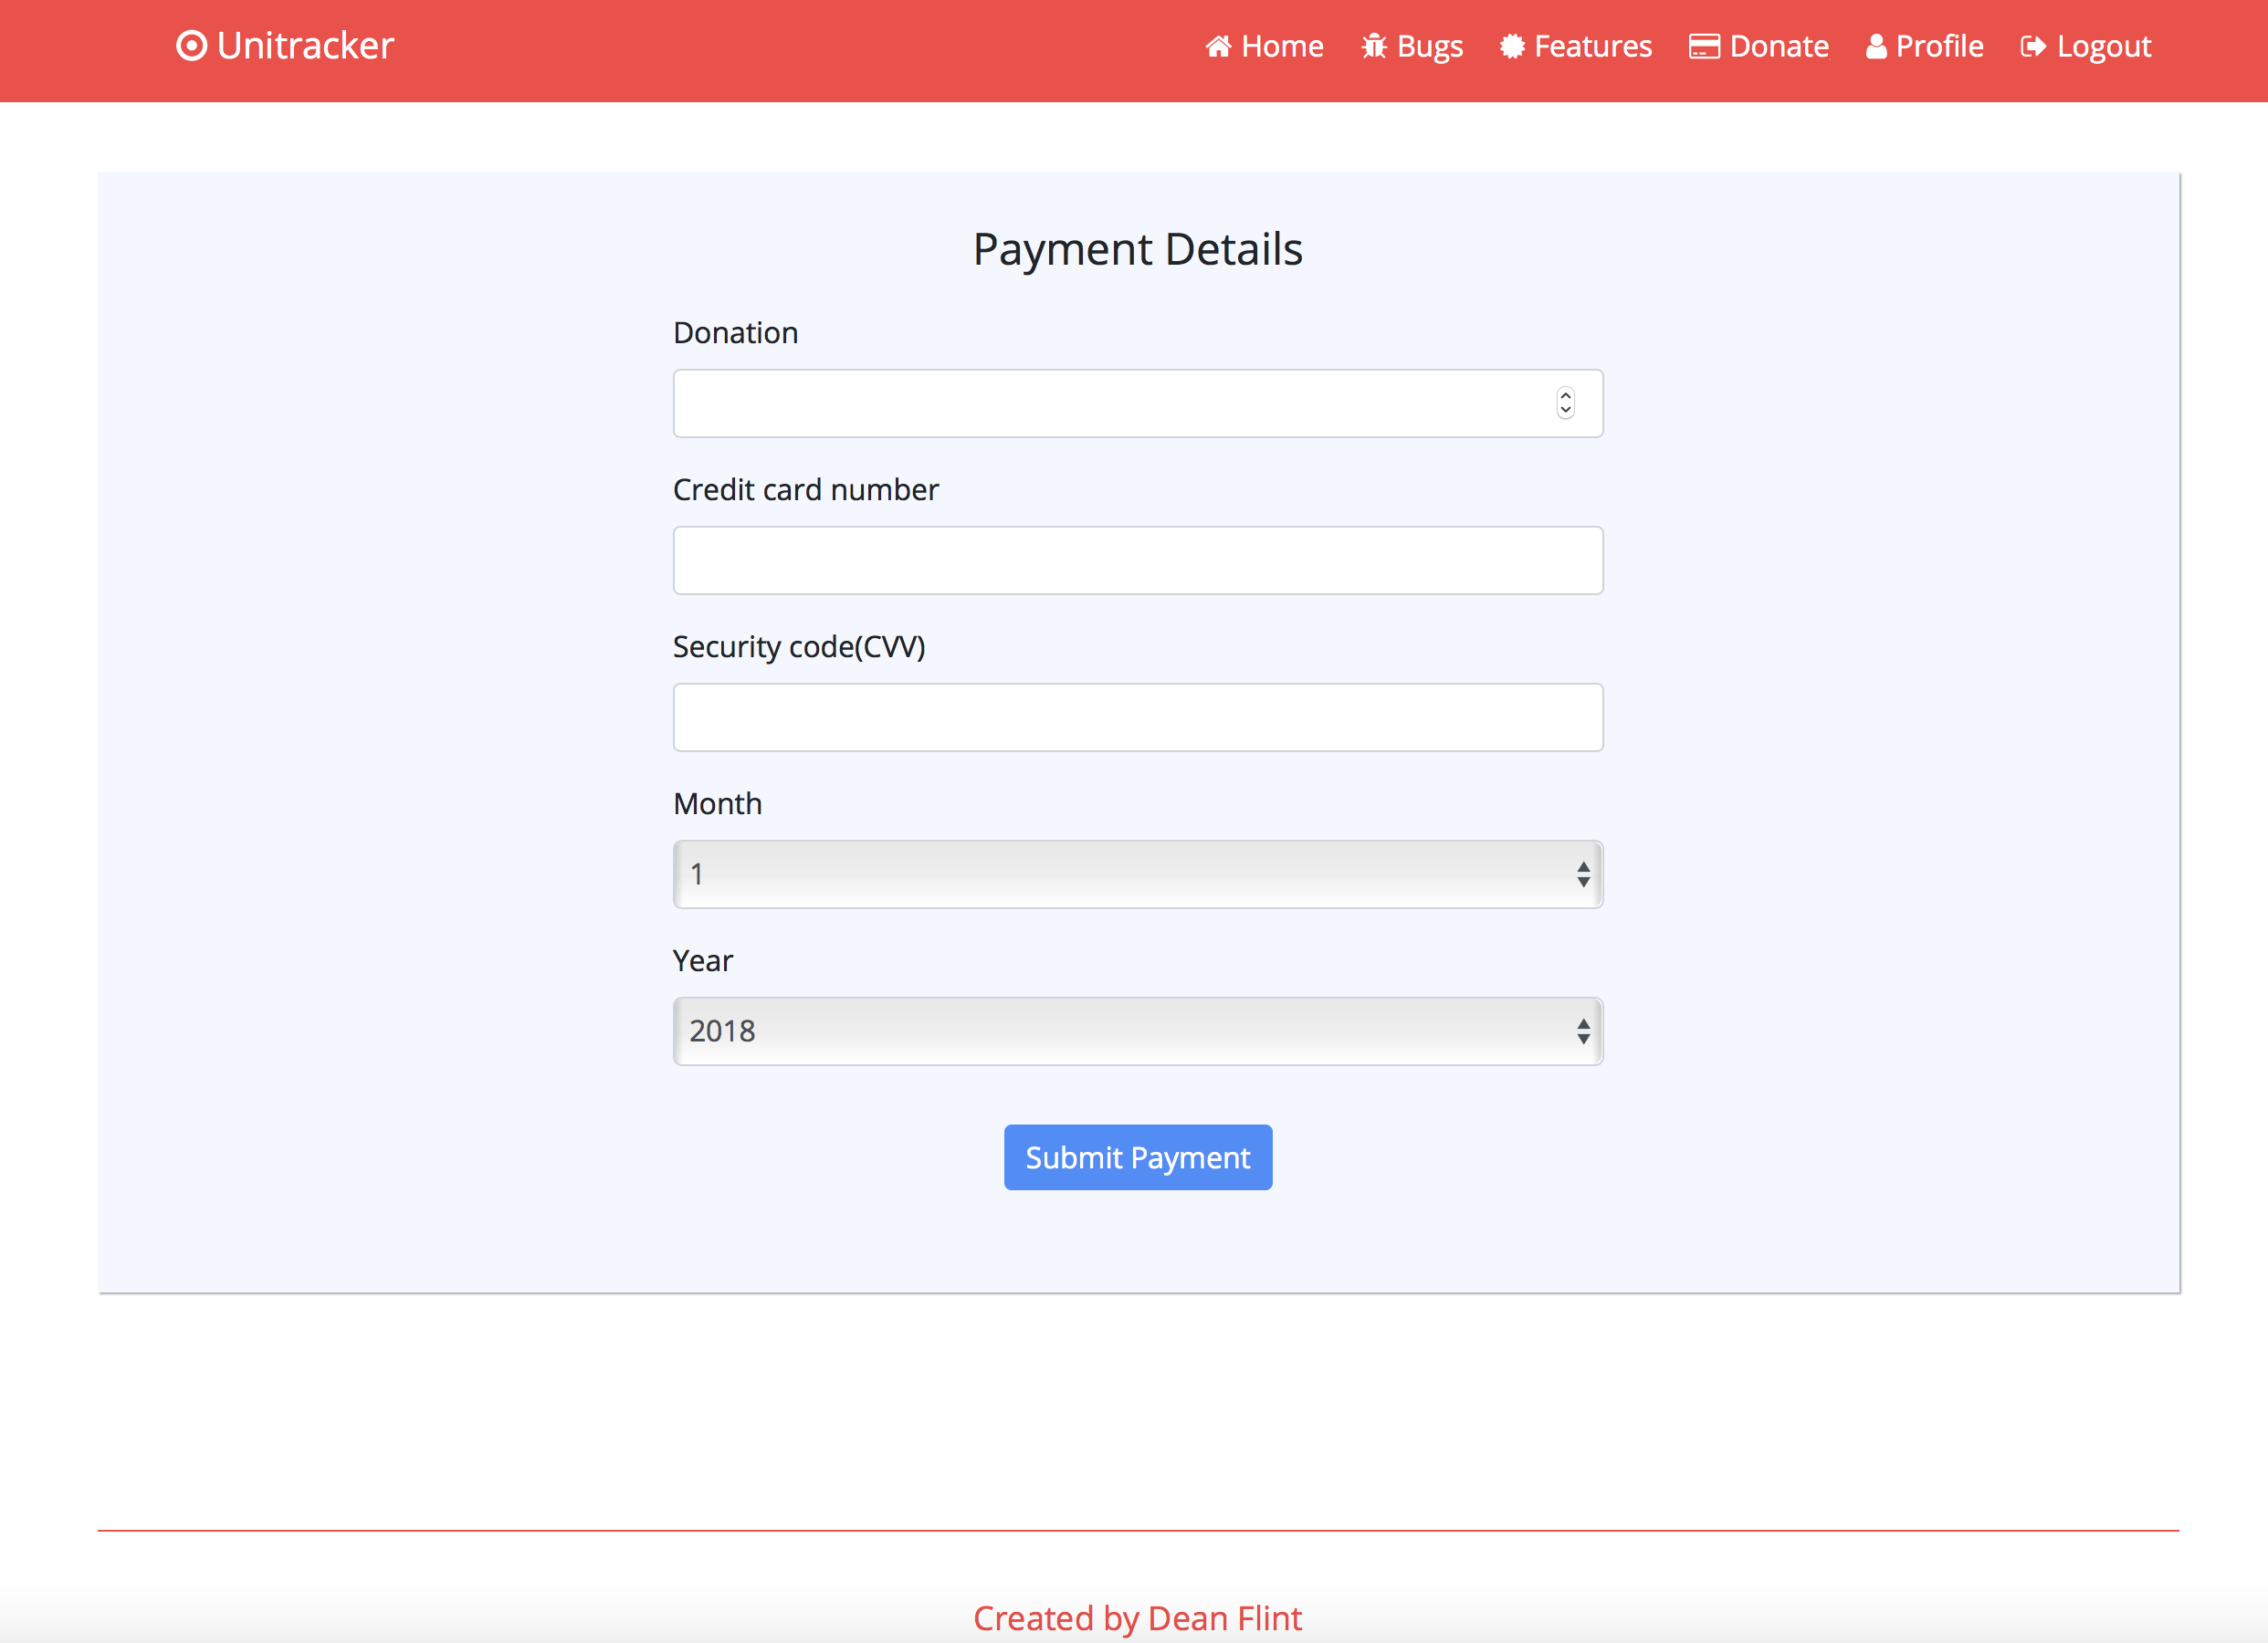 Unitracker Home Bugs Features Donate Profile Logout
Payment Details
Donation
Credit card number
Security code(CVV)
Month
1
Year
2018
Submit Payment
Created by Dean Flint